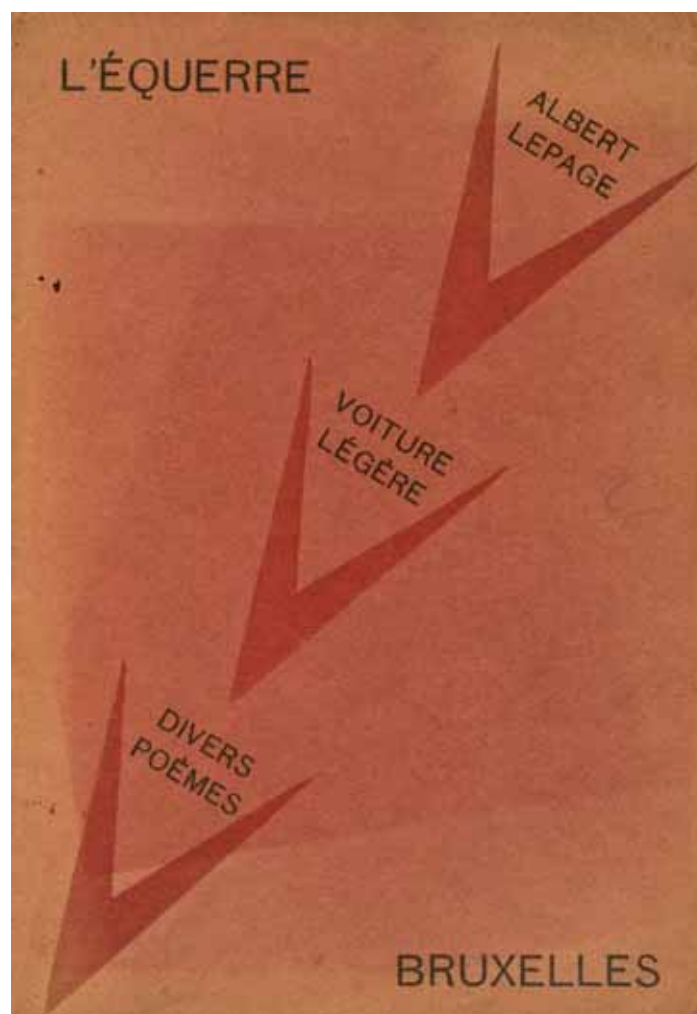 L'ÉQUERRE
ALBERT
LEPAGE
VOITURE
LÉGÈRE
DIVERS
POÈMES
BRUXELLES